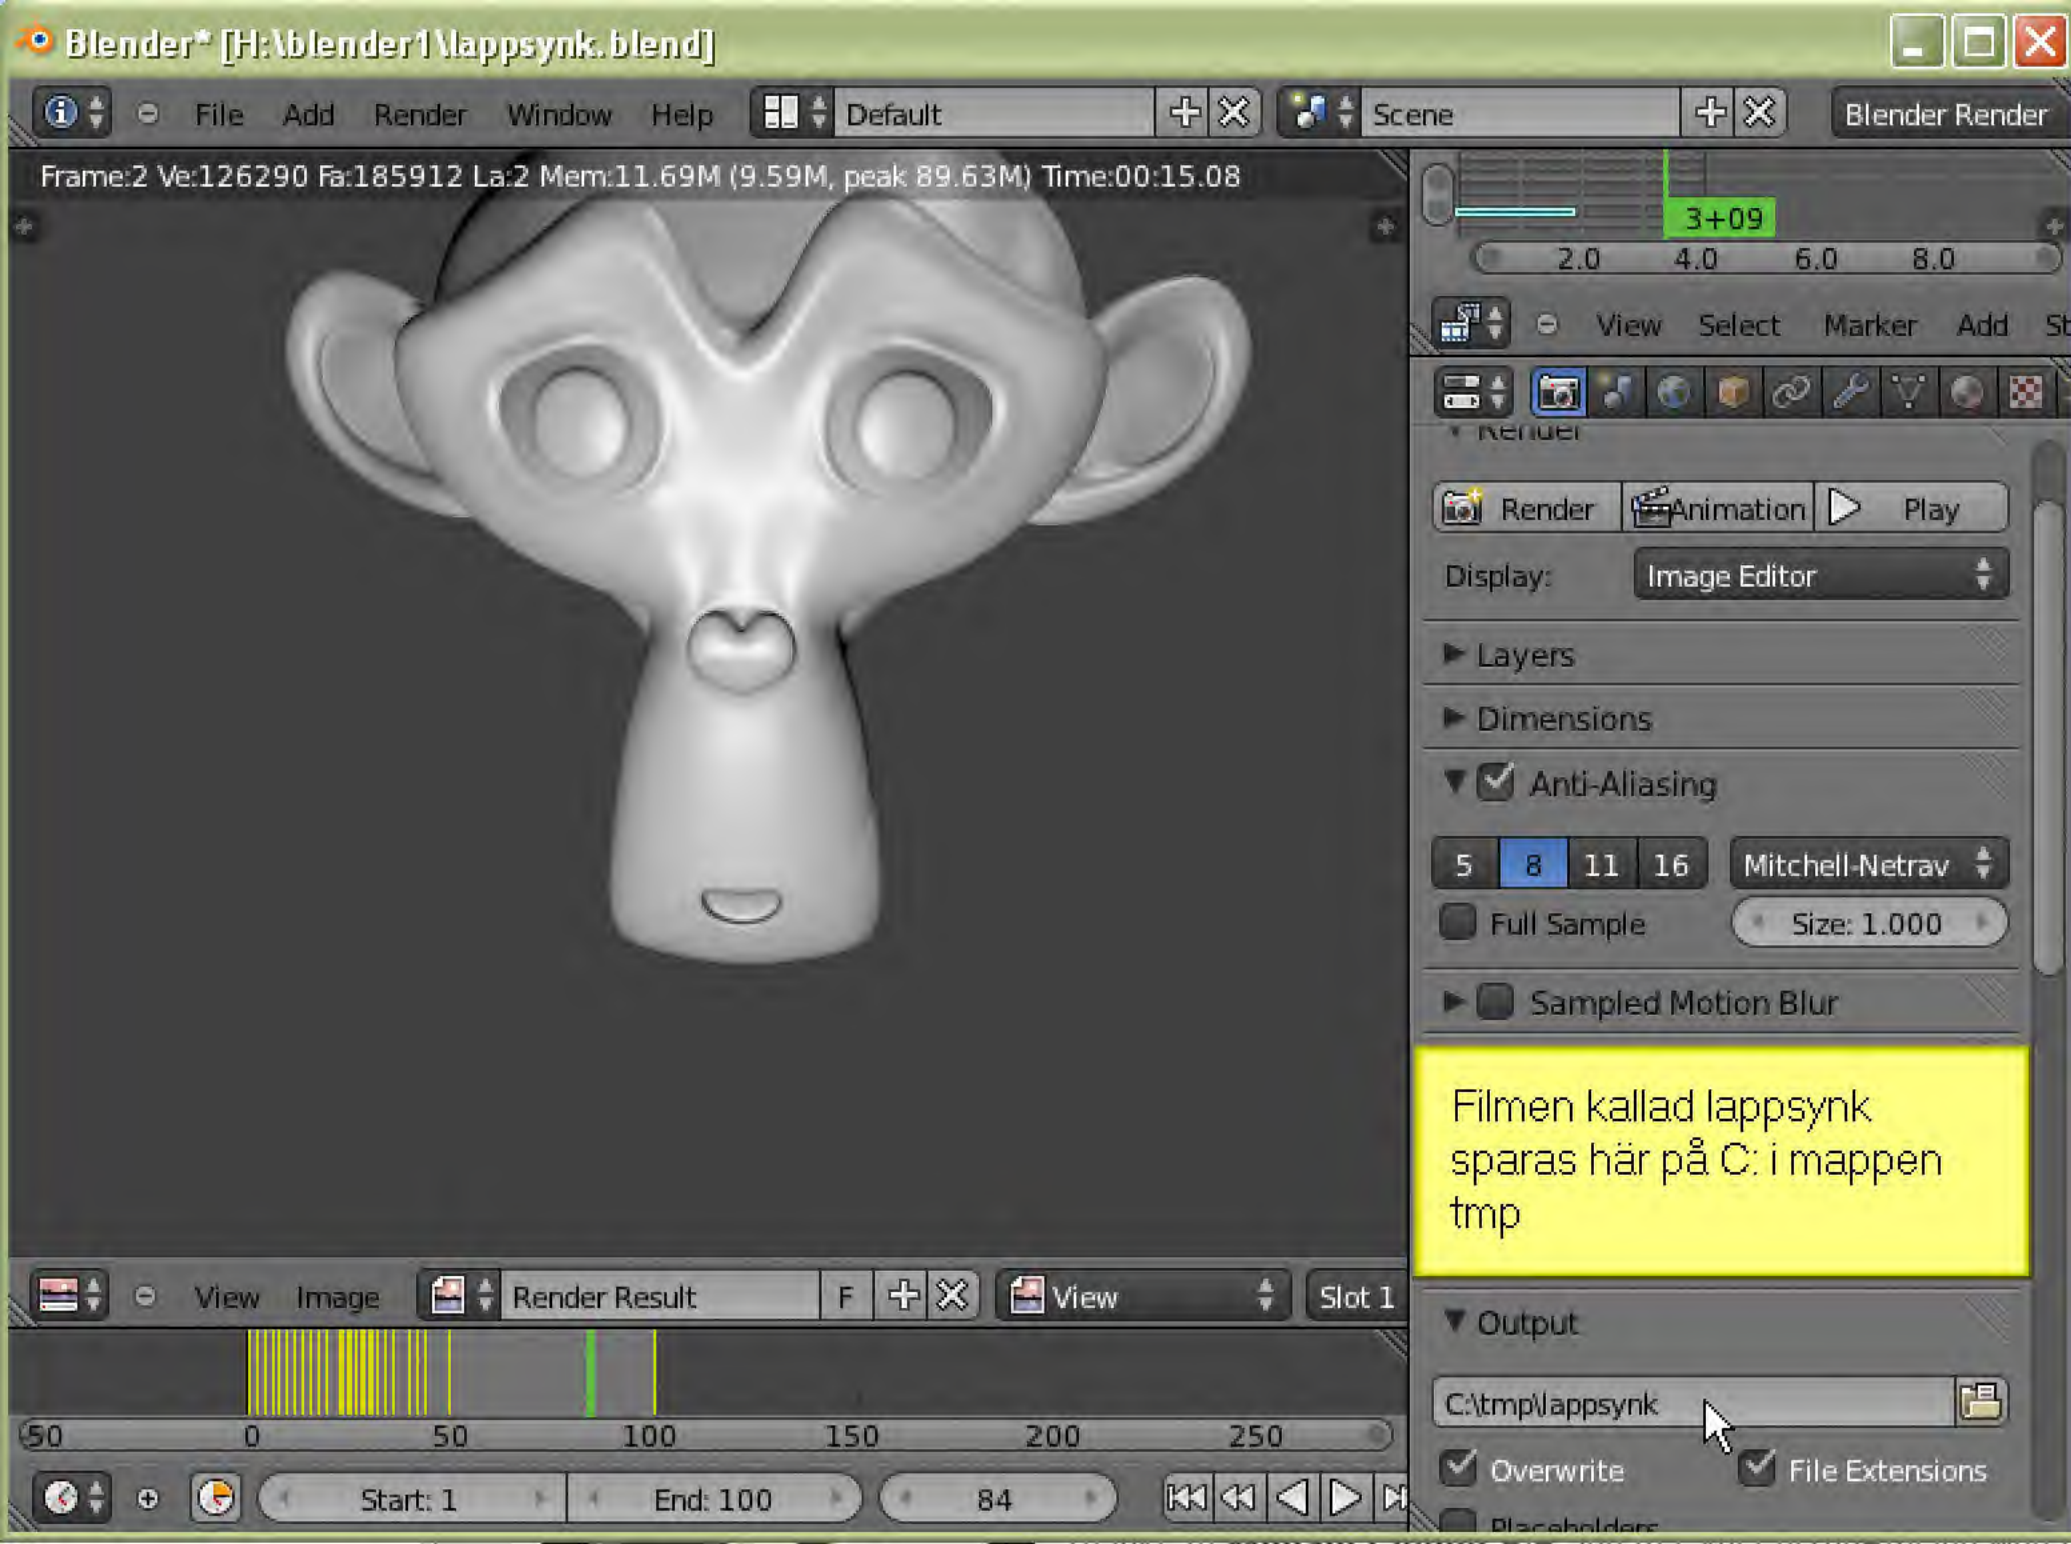 Blender* [H:\blender1\lappsynk.blend]
File Add Render Window Help Default Scene Blender Render
Frame:2 Ve:126290 Fa:185912 La:2 Mem:11.69M (9.59M, peak 89.63M) Time:00:15.08
3+09
2.0 4.0 6.0 8.0
View Select Marker Add St
Render
Render Animation Play
Display: Image Editor
Layers
Dimensions
Anti-Aliasing
5 8 11 16 Mitchell-Netrav
Full Sample Size: 1.000
Sampled Motion Blur
Filmen kallad lappsynk
sparas här på C: i mappen
tmp
Output
C:\tmp\lappsynk
Overwrite File Extensions
Placeholders
View Image Render Result F View Slot 1
-50 0 50 100 150 200 250
Start: 1 End: 100 84